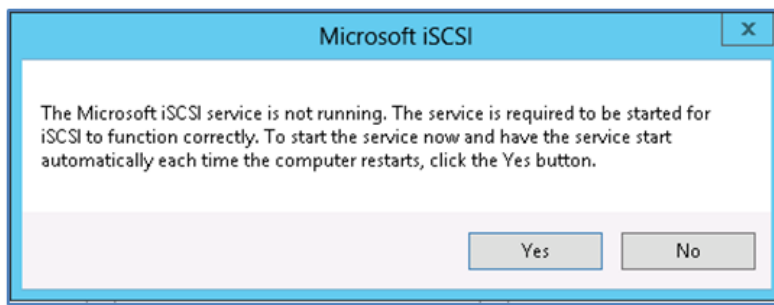 Microsoft iSCSI
x
The Microsoft iSCSI service is not running. The service is required to be started for
iSCSI to function correctly. To start the service now and have the service start
automatically each time the computer restarts, click the Yes button.
Yes
No